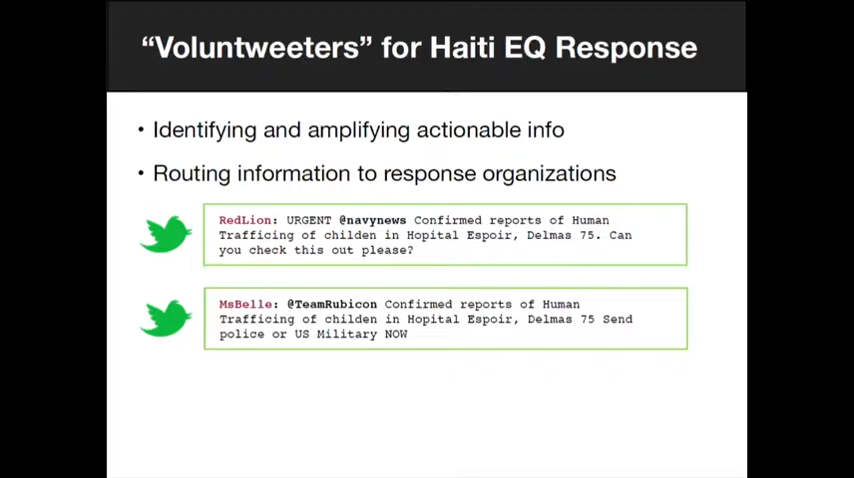 “Voluntweeters” for Haiti EQ Response
• Identifying and amplifying actionable info
• Routing information to response organizations
RedLion: URGENT @navynews Confirmed reports of Human
Trafficing of childen in Hopital Espoir, Delmas 75. Can
you check this out please?
MsBelle: @TeamRubicon Confirmed reports of Human
Trafficing of childen in Hopital Espoir, Delmas 75 Send
police or US Military NOW